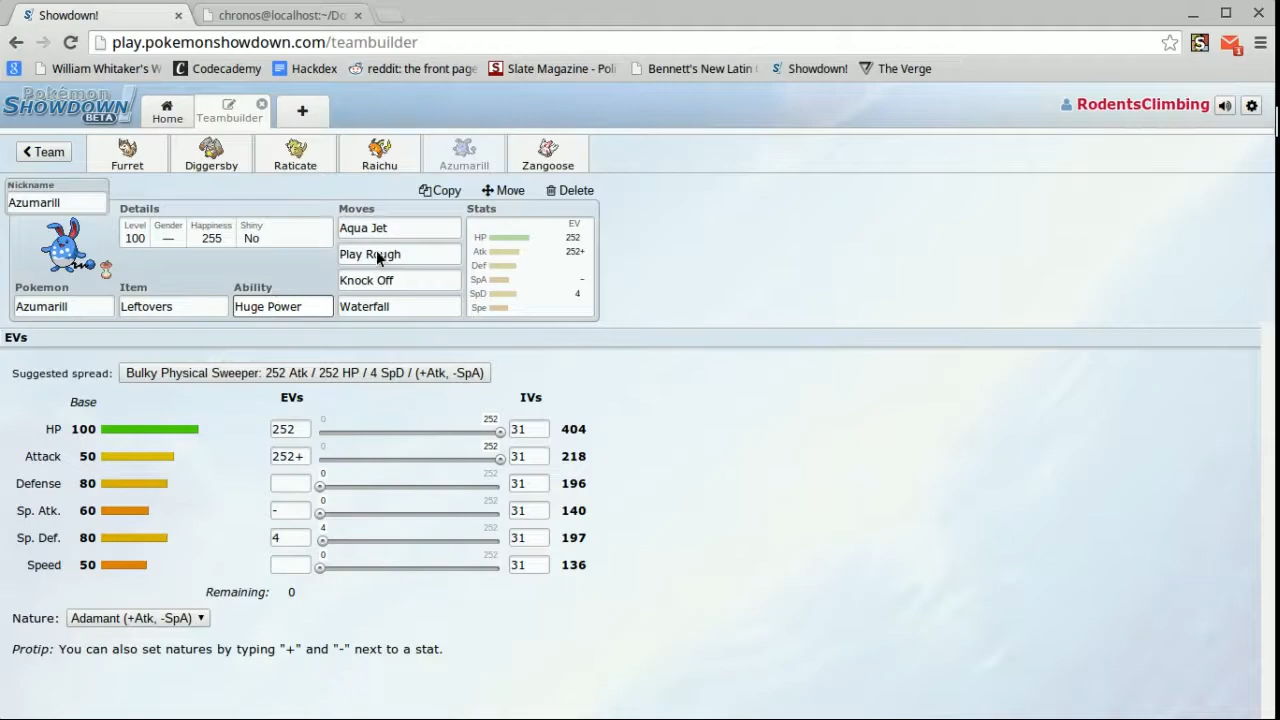 Showdown! ×
chronos@localhost:~/Do ×
play.pokemonshowdown.com/teambuilder
William Whitaker's W Codecademy Hackdex reddit: the front page Slate Magazine - Poli Bennett's New Latin Showdown! The Verge
1
Pokémon
SHOWDOWN!
BETA
Home
Teambuilder
+
RodentsClimbing
< Team
Furret Diggersby Raticate Raichu Azumarill Zangoose
Copy Move Delete
Nickname
Azumarill
Details
Level Gender Happiness Shiny
100 — 255 No
Pokemon Item Ability
Azumarill Leftovers Huge Power
Moves
Aqua Jet
Play Rough
Knock Off
Waterfall
Stats
EV
HP 252
Atk 252+
Def
SpA -
SpD 4
Spe
EVs
Suggested spread: Bulky Physical Sweeper: 252 Atk / 252 HP / 4 SpD / (+Atk, -SpA)
Base EVs IVs
HP 100 252 0 252 31 404
Attack 50 252+ 0 252 31 218
Defense 80 0 252 31 196
Sp. Atk. 60 - 0 252 31 140
Sp. Def. 80 4 4 252 31 197
Speed 50 0 252 31 136
Remaining: 0
Nature: Adamant (+Atk, -SpA)
Protip: You can also set natures by typing "+" and "-" next to a stat.